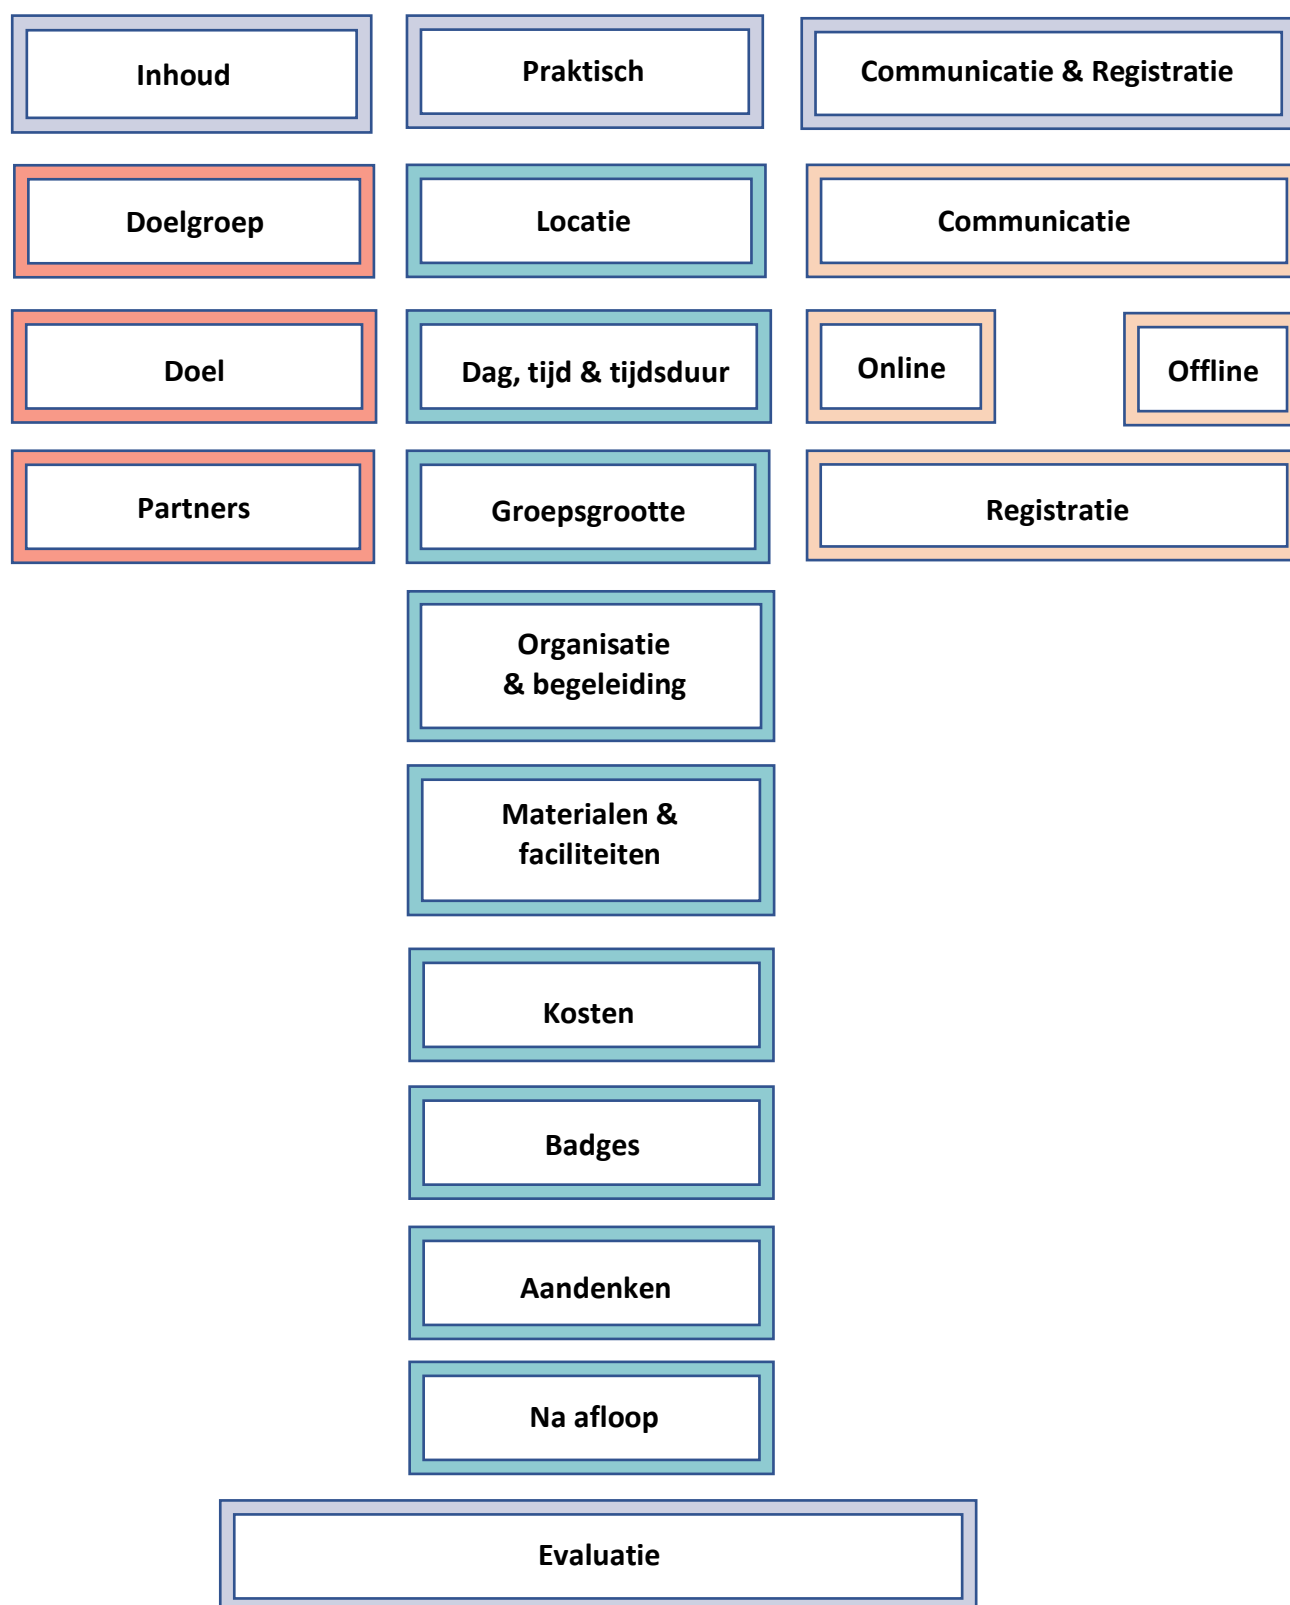 Inhoud
Praktisch
Communicatie & Registratie
Doelgroep
Locatie
Communicatie
Doel
Dag, tijd & tijdsduur
Online
Offline
Partners
Groepsgrootte
Registratie
Organisatie
& begeleiding
Materialen &
faciliteiten
Kosten
Badges
Aandenken
Na afloop
Evaluatie